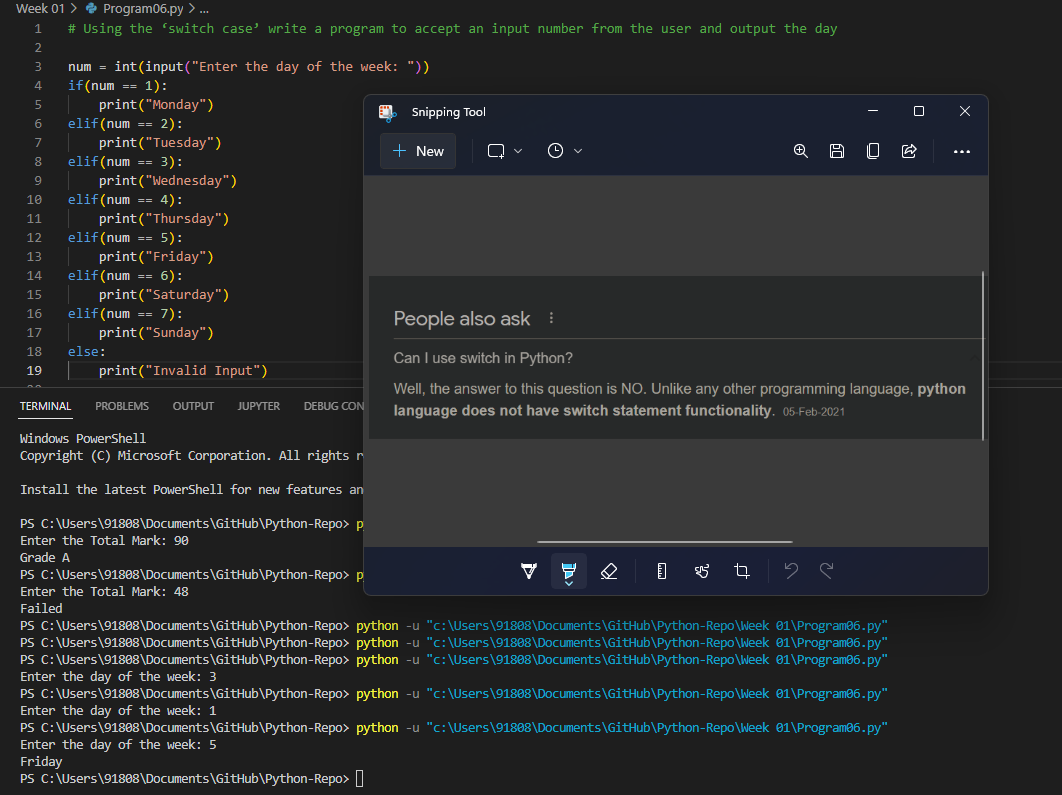 Week 01 > Program06.py > ...
1 # Using the ‘switch case’ write a program to accept an input number from the user and output the day
2
3 num = int(input("Enter the day of the week: "))
4 if(num == 1):
5 print("Monday")
6 elif(num == 2):
7 print("Tuesday")
8 elif(num == 3):
9 print("Wednesday")
10 elif(num == 4):
11 print("Thursday")
12 elif(num == 5):
13 print("Friday")
14 elif(num == 6):
15 print("Saturday")
16 elif(num == 7):
17 print("Sunday")
18 else:
19 print("Invalid Input")
Snipping Tool
New
People also ask
Can I use switch in Python?
Well, the answer to this question is NO. Unlike any other programming language, python
language does not have switch statement functionality. 05-Feb-2021
TERMINAL PROBLEMS OUTPUT JUPYTER DEBUG CON
Windows PowerShell
Copyright (C) Microsoft Corporation. All rights r
Install the latest PowerShell for new features an
PS C:\Users\91808\Documents\GitHub\Python-Repo> p
Enter the Total Mark: 90
Grade A
PS C:\Users\91808\Documents\GitHub\Python-Repo> p
Enter the Total Mark: 48
Failed
PS C:\Users\91808\Documents\GitHub\Python-Repo> python -u "c:\Users\91808\Documents\GitHub\Python-Repo\Week 01\Program06.py"
PS C:\Users\91808\Documents\GitHub\Python-Repo> python -u "c:\Users\91808\Documents\GitHub\Python-Repo\Week 01\Program06.py"
PS C:\Users\91808\Documents\GitHub\Python-Repo> python -u "c:\Users\91808\Documents\GitHub\Python-Repo\Week 01\Program06.py"
Enter the day of the week: 3
PS C:\Users\91808\Documents\GitHub\Python-Repo> python -u "c:\Users\91808\Documents\GitHub\Python-Repo\Week 01\Program06.py"
Enter the day of the week: 1
PS C:\Users\91808\Documents\GitHub\Python-Repo> python -u "c:\Users\91808\Documents\GitHub\Python-Repo\Week 01\Program06.py"
Enter the day of the week: 5
Friday
PS C:\Users\91808\Documents\GitHub\Python-Repo>